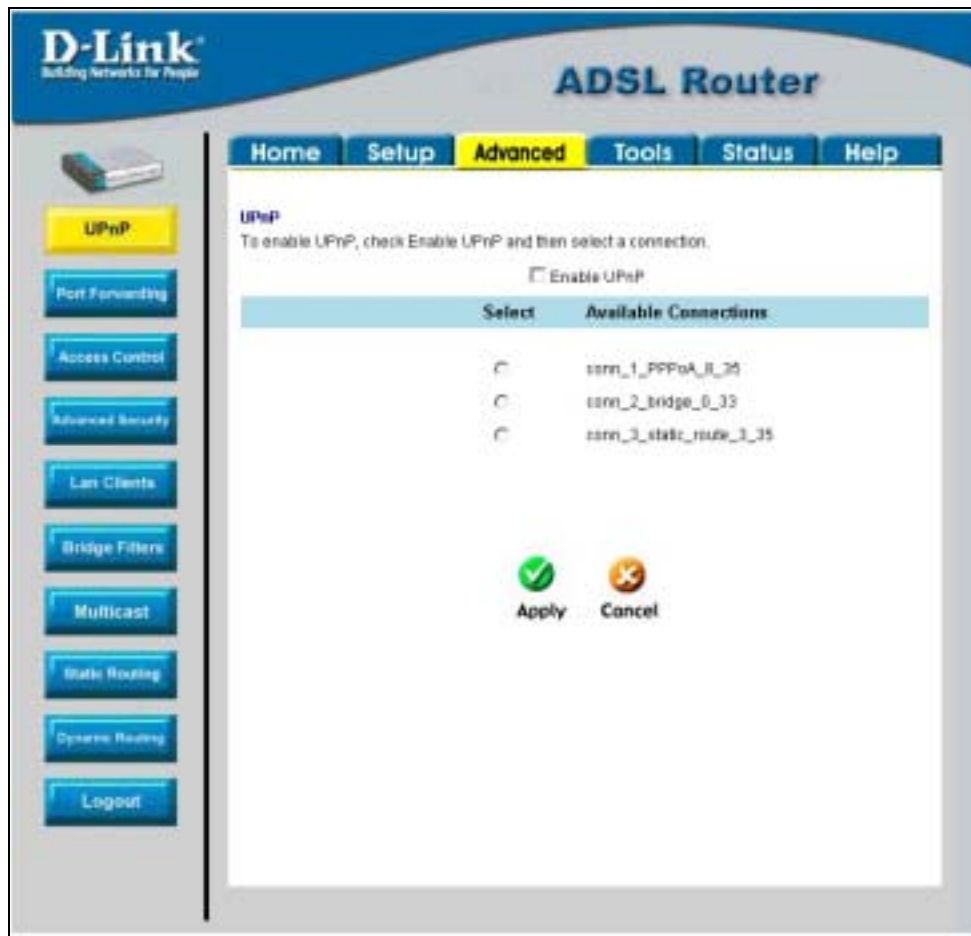 D-Link
Building Networks for People
ADSL Router
Home Setup Advanced Tools Status Help
UPnP
Port Forwarding
Access Control
Advanced Security
Lan Clients
Bridge Filters
Multicast
Static Routing
Dynamic Routing
Logout
UPnP
To enable UPnP, check Enable UPnP and then select a connection.
Enable UPnP
Select Available Connections
conn_1_PPPoA_8_35
conn_2_bridge_0_33
conn_3_static_route_3_35
Apply Cancel